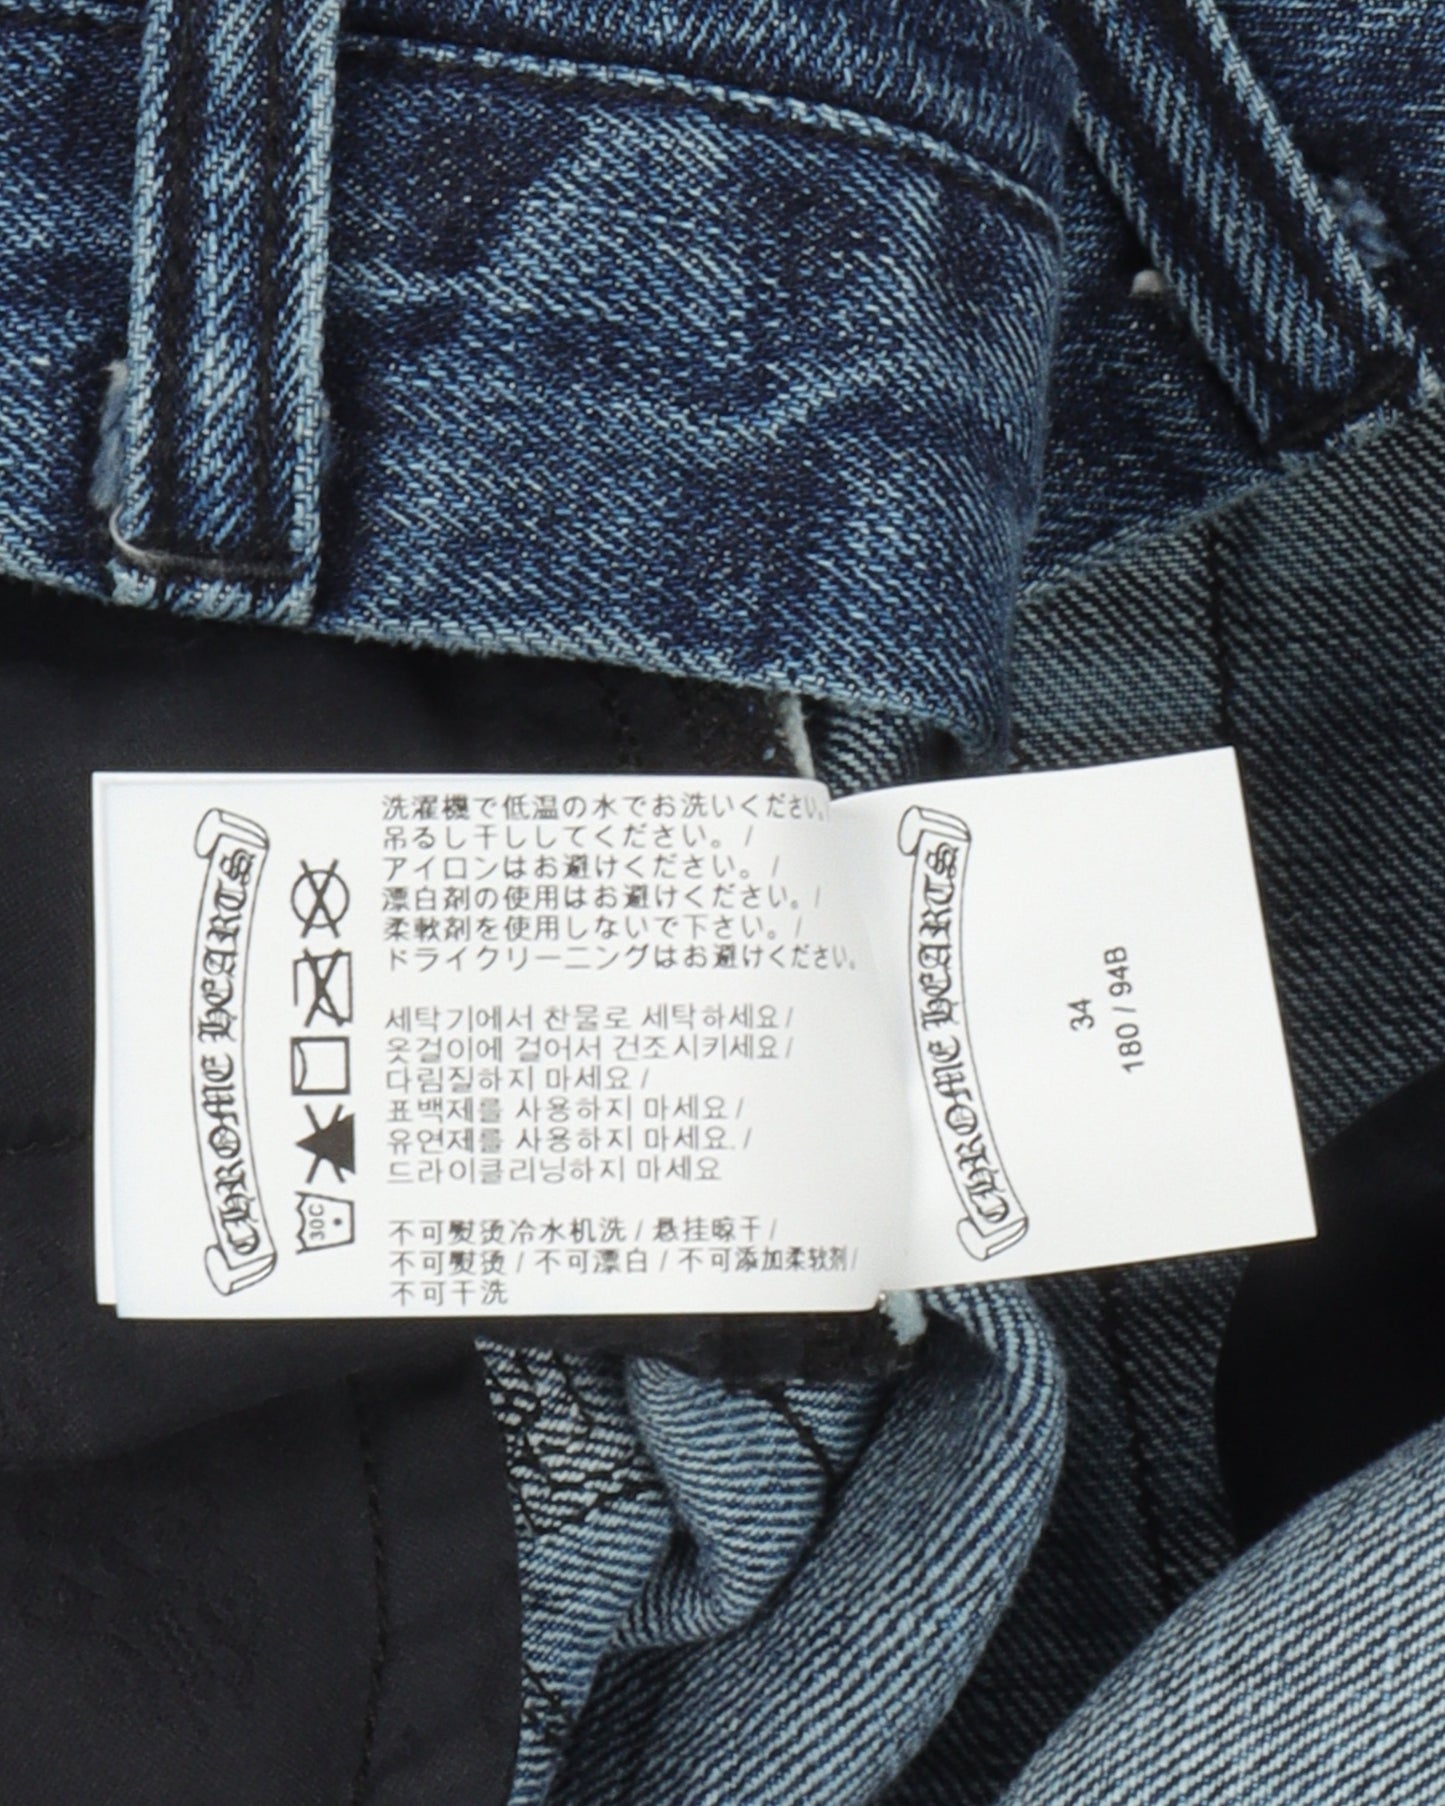 CHROME HEARTS
洗濯機で低温の水でお洗いください。
吊るし干ししてください。/
アイロンはお避けください。/
漂白剤の使用はお避けください。/
柔軟剤を使用しないで下さい。/
ドライクリーニングはお避けください。
세탁기에서 찬물로 세탁하세요/
옷걸이에 걸어서 건조시키세요/
다림질하지 마세요/
표백제를 사용하지 마세요/
유연제를 사용하지 마세요./
드라이클리닝하지 마세요
不可熨烫冷水机洗/悬挂晾干/
不可熨烫/不可漂白/不可添加柔软剂/
不可干洗
30C
CHROME HEARTS
34
180 / 94B